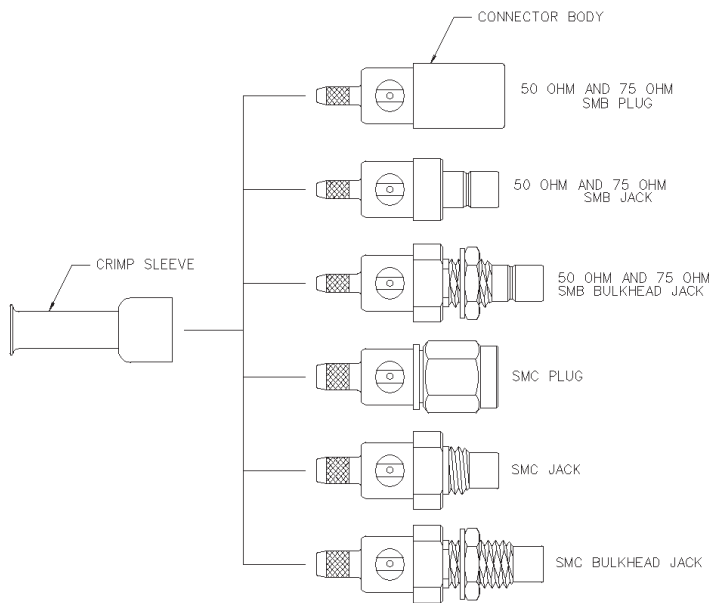 CONNECTOR BODY
50 OHM AND 75 OHM
SMB PLUG
50 OHM AND 75 OHM
SMB JACK
CRIMP SLEEVE
50 OHM AND 75 OHM
SMB BULKHEAD JACK
SMC PLUG
SMC JACK
SMC BULKHEAD JACK